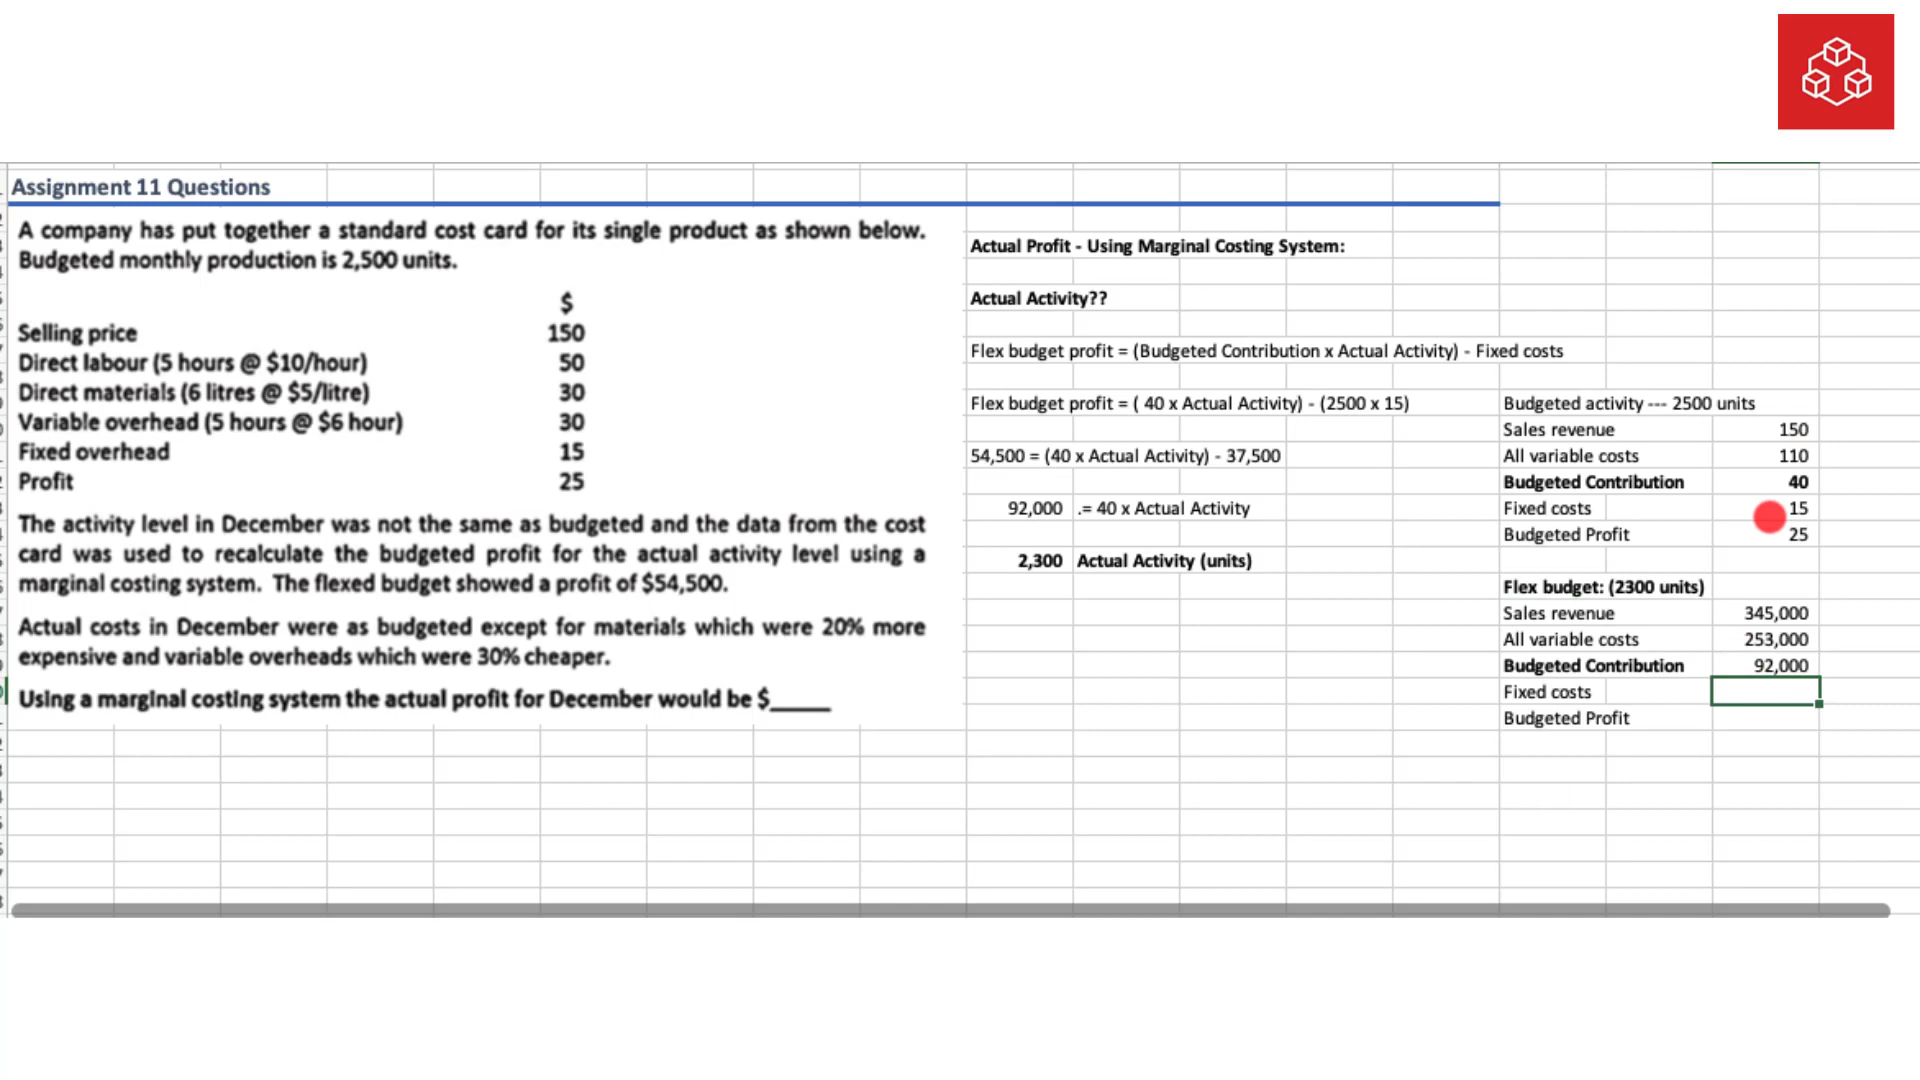 Assignment 11 Questions
A company has put together a standard cost card for its single product as shown below.
Budgeted monthly production is 2,500 units.
$
Selling price 150
Direct labour (5 hours @ $10/hour) 50
Direct materials (6 litres @ $5/litre) 30
Variable overhead (5 hours @ $6 hour) 30
Fixed overhead 15
Profit 25
The activity level in December was not the same as budgeted and the data from the cost
card was used to recalculate the budgeted profit for the actual activity level using a
marginal costing system. The flexed budget showed a profit of $54,500.
Actual costs in December were as budgeted except for materials which were 20% more
expensive and variable overheads which were 30% cheaper.
Using a marginal costing system the actual profit for December would be $_____
Actual Profit - Using Marginal Costing System:
Actual Activity??
Flex budget profit = (Budgeted Contribution x Actual Activity) - Fixed costs
Flex budget profit = ( 40 x Actual Activity) - (2500 x 15)
54,500 = (40 x Actual Activity) - 37,500
92,000 .= 40 x Actual Activity
2,300 Actual Activity (units)
Budgeted activity --- 2500 units
Sales revenue 150
All variable costs 110
Budgeted Contribution 40
Fixed costs 15
Budgeted Profit 25
Flex budget: (2300 units)
Sales revenue 345,000
All variable costs 253,000
Budgeted Contribution 92,000
Fixed costs
Budgeted Profit